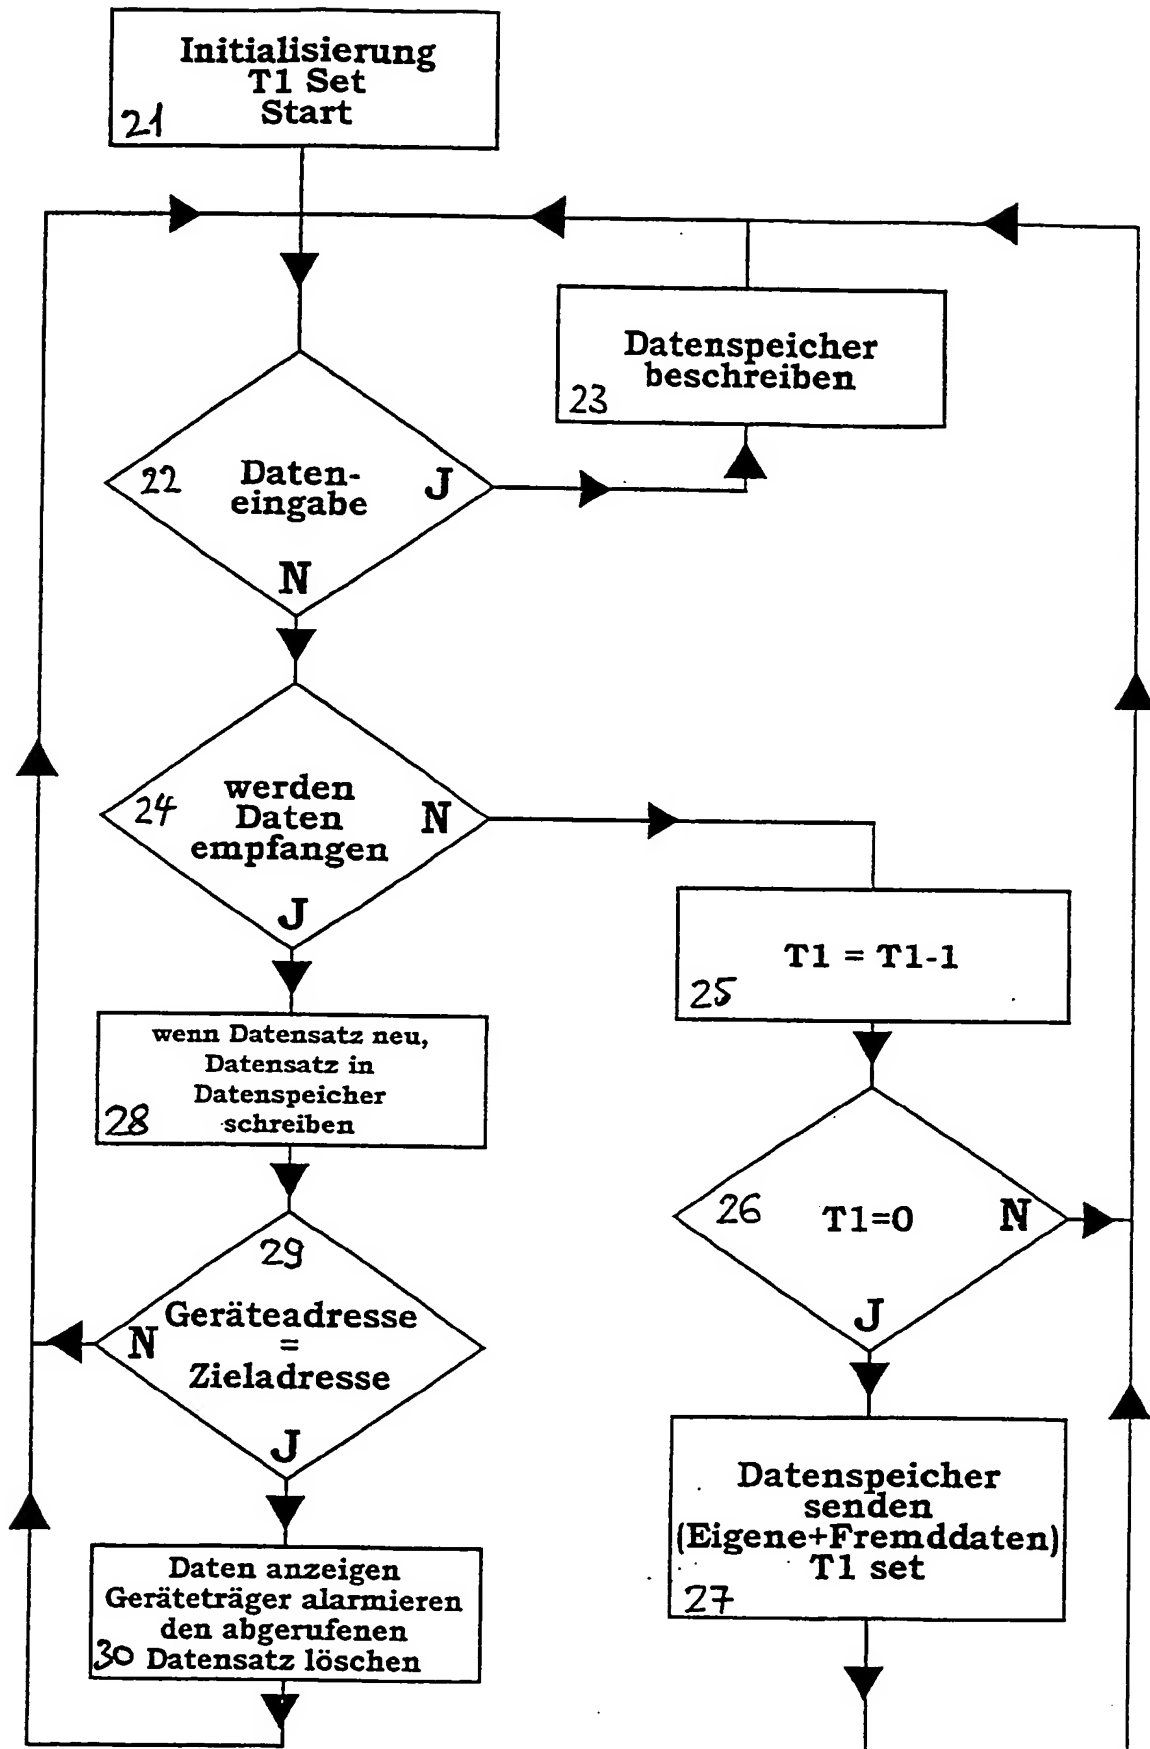 Initialisierung
T1 Set
Start
21
Datenspeicher
beschreiben
23
22
Daten-
eingabe
J
N
24
werden
Daten
empfangen
N
J
T1 = T1-1
25
wenn Datensatz neu,
Datensatz in
Datenspeicher
schreiben
28
26
T1=0
N
J
29
Geräteadresse
=
Zieladresse
N
J
Datenspeicher
senden
(Eigene+Fremddaten)
T1 set
27
Daten anzeigen
Geräteträger alarmieren
den abgerufenen
30 Datensatz löschen